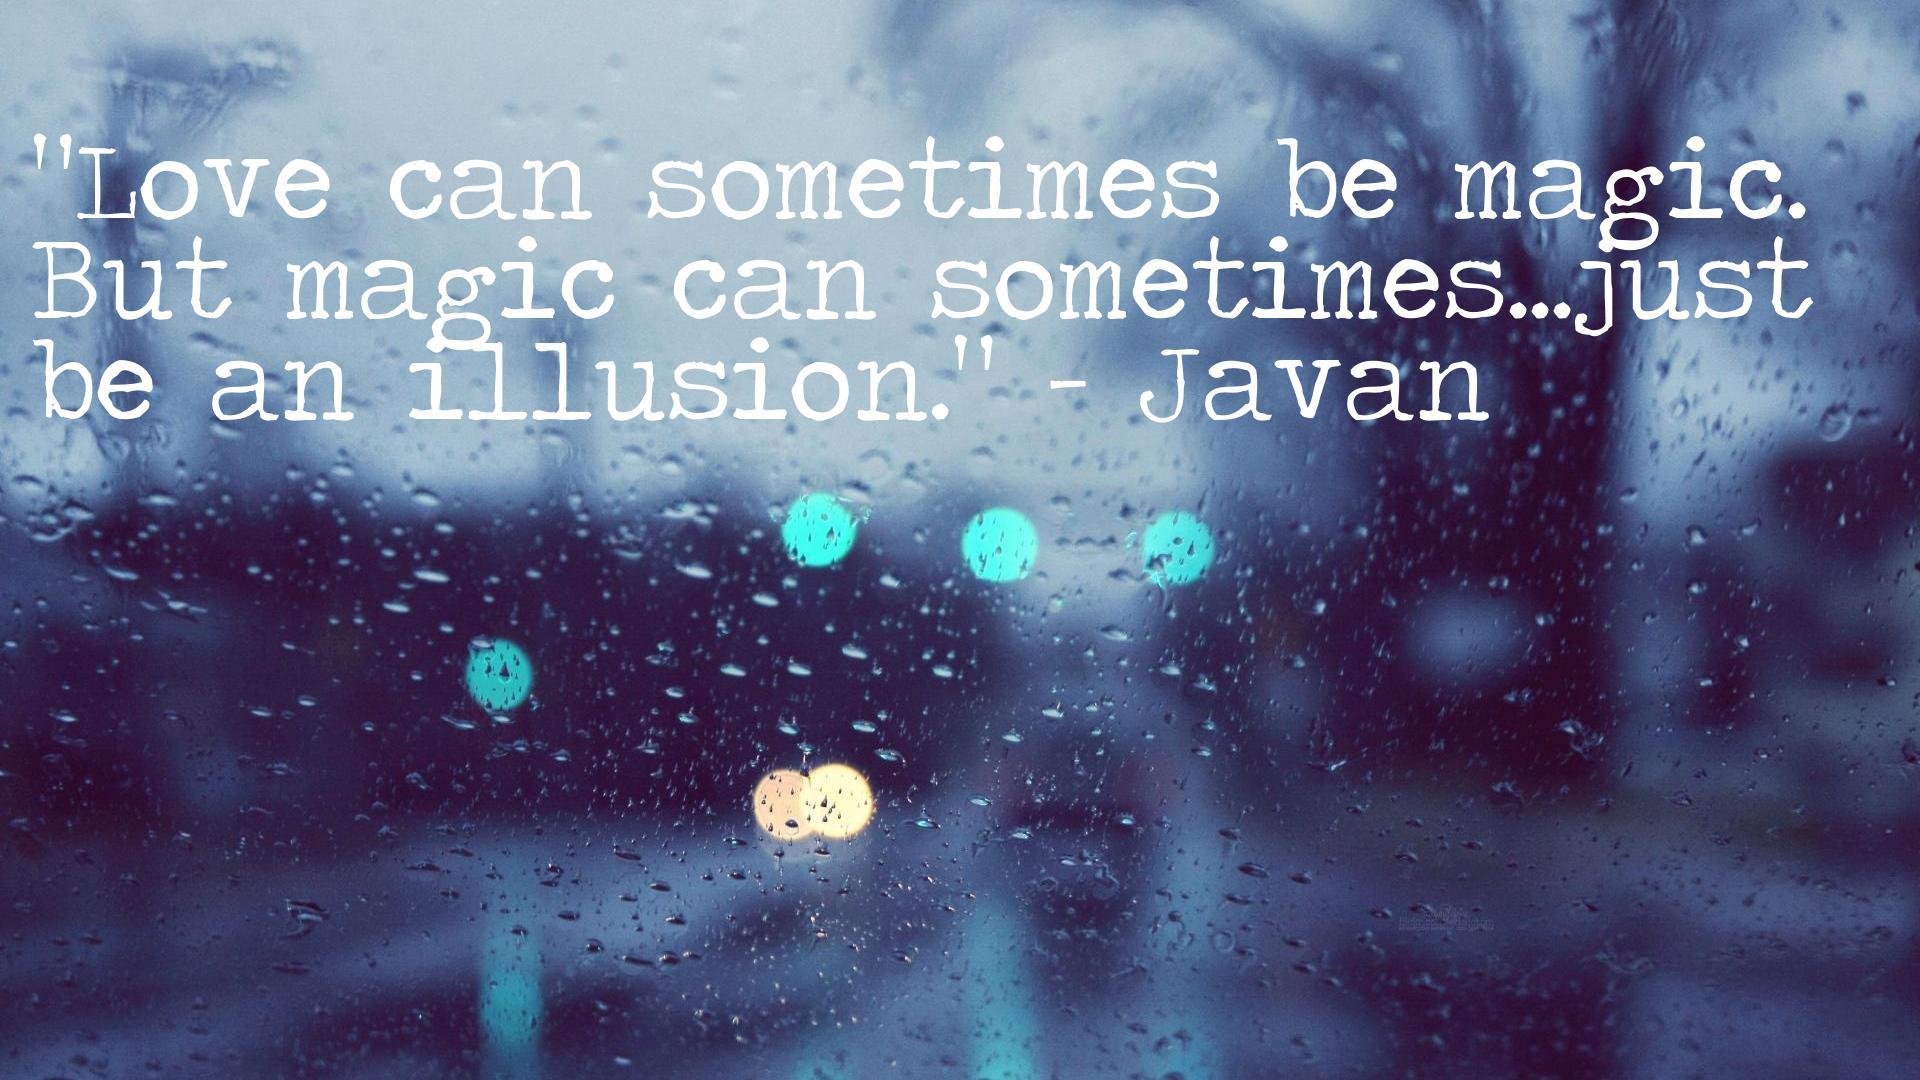 "Love can sometimes be magic.
But magic can sometimes...just
be an illusion." - Javan